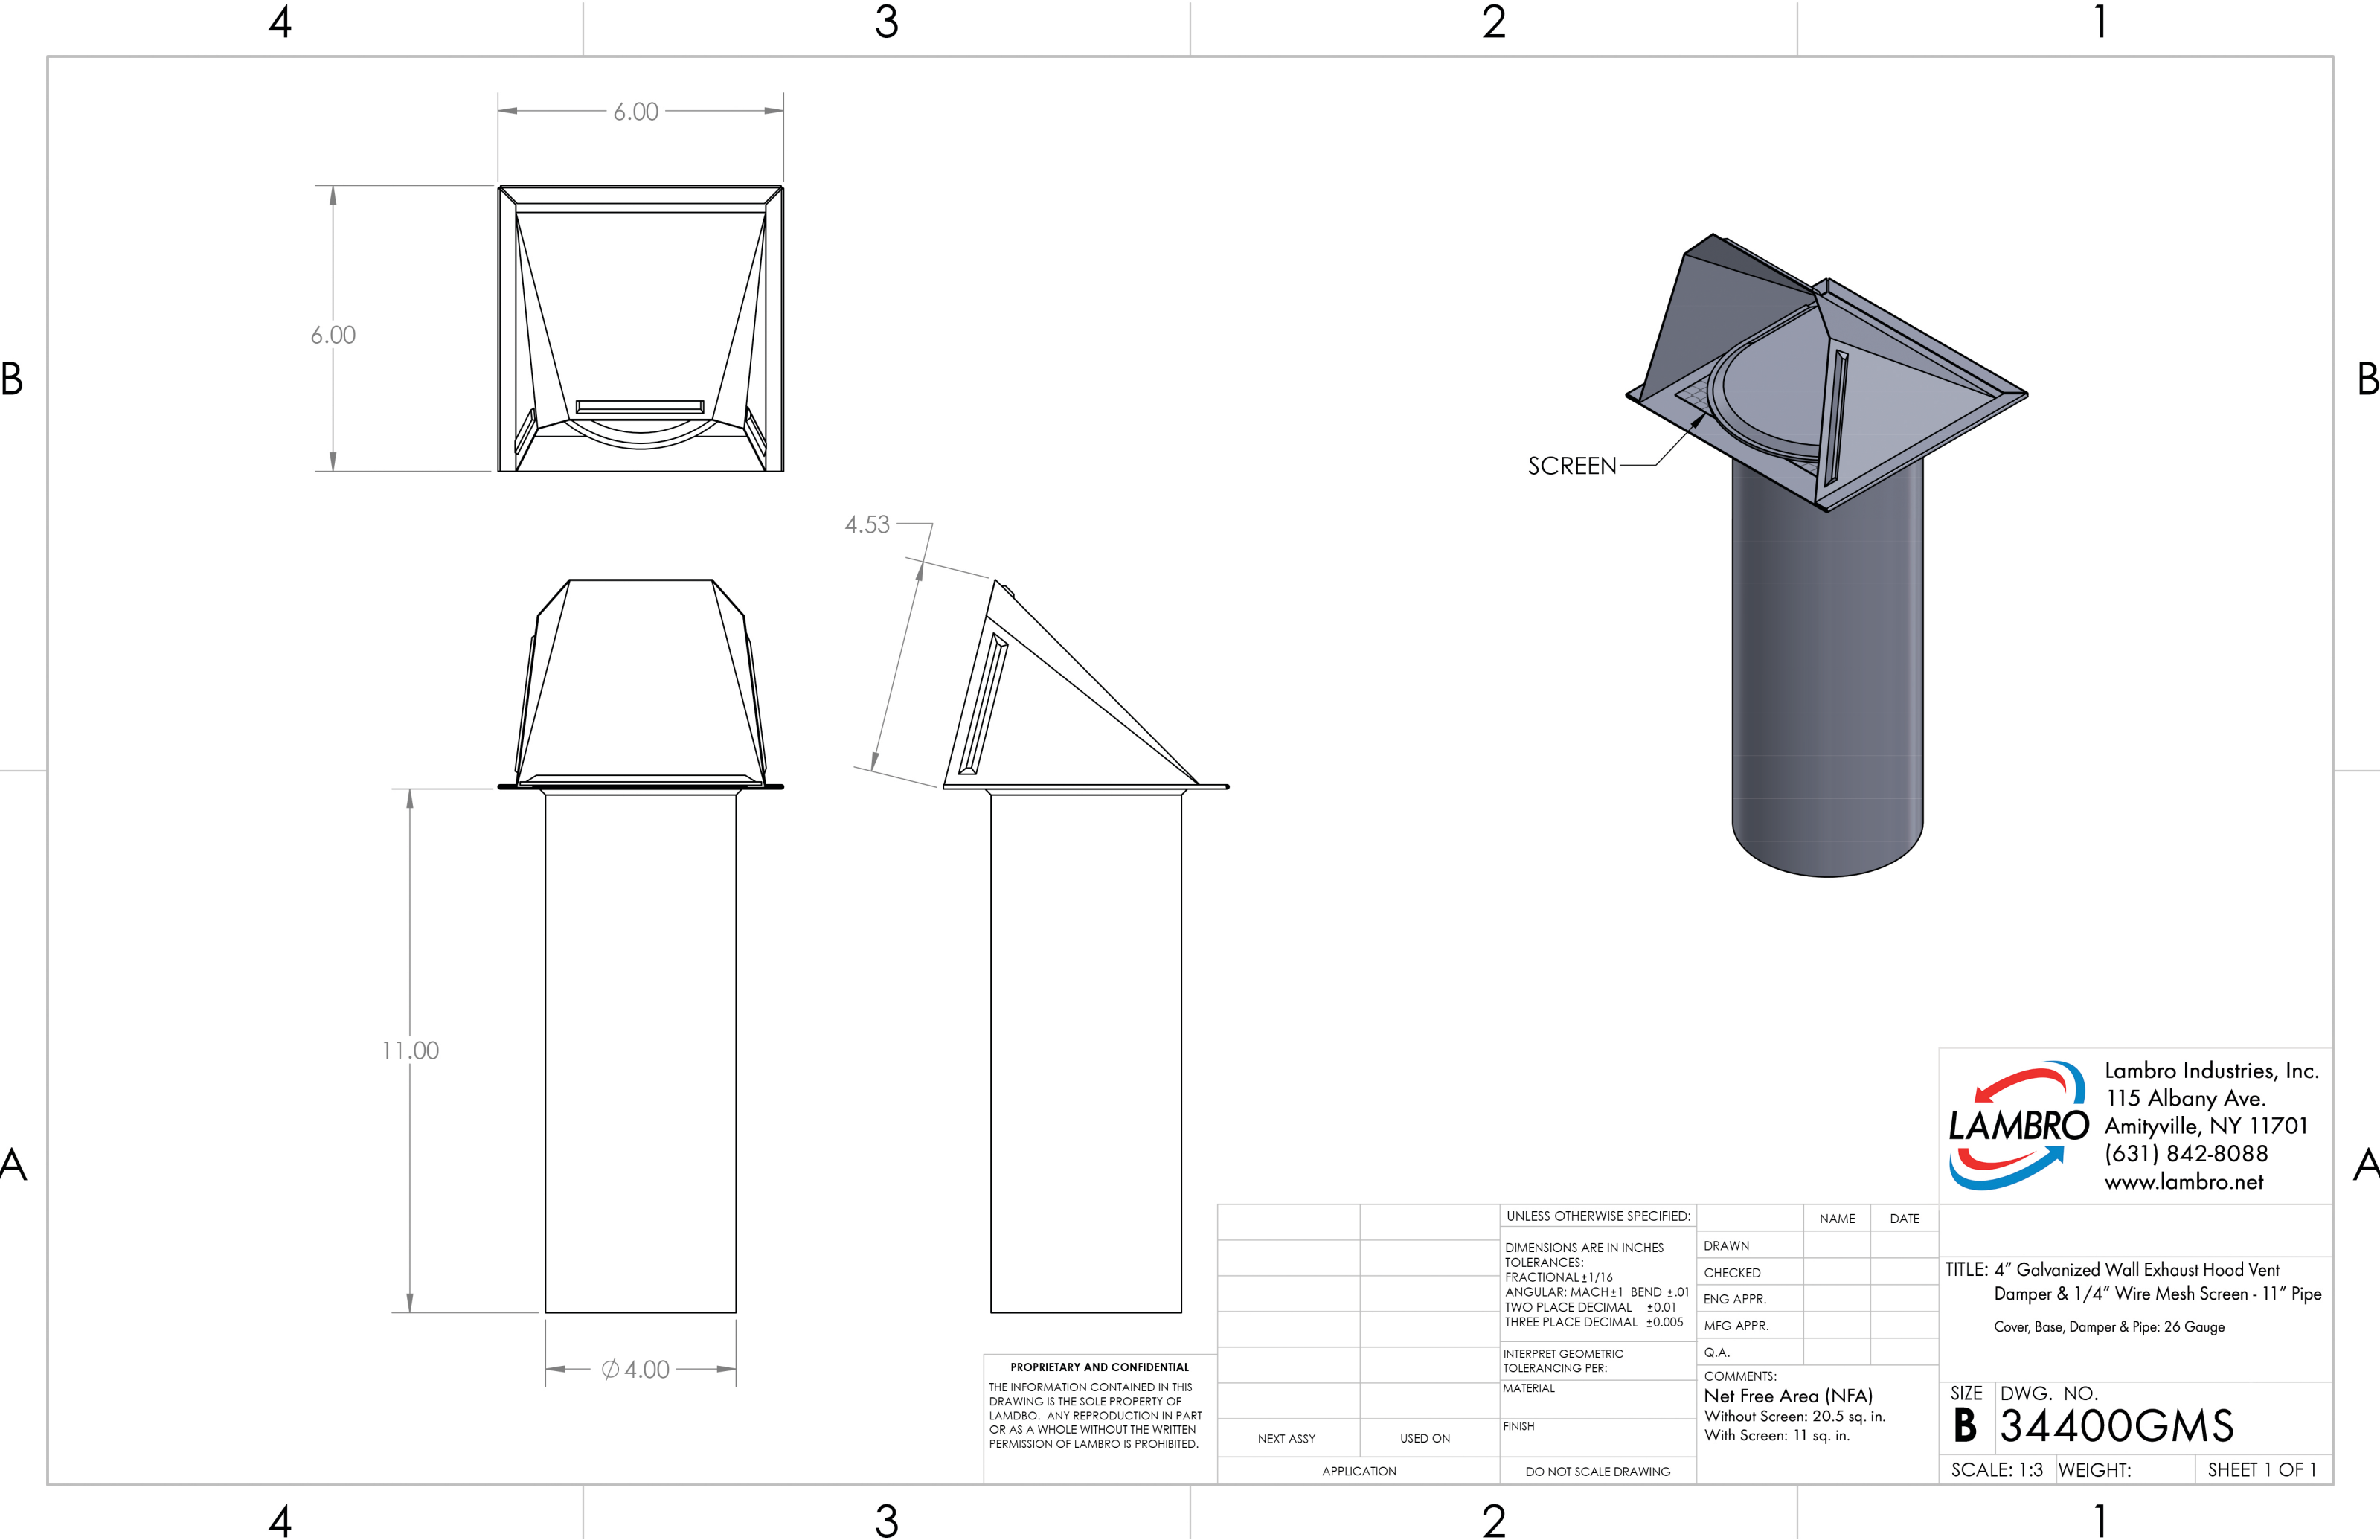 4 3 2 1
6.00
6.00
B B
SCREEN
4.53
11.00
Ø 4.00
A A
LAMBRO
Lambro Industries, Inc.
115 Albany Ave.
Amityville, NY 11701
(631) 842-8088
www.lambro.net
PROPRIETARY AND CONFIDENTIAL
THE INFORMATION CONTAINED IN THIS
DRAWING IS THE SOLE PROPERTY OF
LAMDBO. ANY REPRODUCTION IN PART
OR AS A WHOLE WITHOUT THE WRITTEN
PERMISSION OF LAMBRO IS PROHIBITED.
NEXT ASSY USED ON
APPLICATION
UNLESS OTHERWISE SPECIFIED:
DIMENSIONS ARE IN INCHES
TOLERANCES:
FRACTIONAL±1/16
ANGULAR: MACH±1 BEND ±.01
TWO PLACE DECIMAL ±0.01
THREE PLACE DECIMAL ±0.005
INTERPRET GEOMETRIC
TOLERANCING PER:
MATERIAL
FINISH
DO NOT SCALE DRAWING
NAME DATE
DRAWN
CHECKED
ENG APPR.
MFG APPR.
Q.A.
COMMENTS:
Net Free Area (NFA)
Without Screen: 20.5 sq. in.
With Screen: 11 sq. in.
TITLE: 4” Galvanized Wall Exhaust Hood Vent
Damper & 1/4” Wire Mesh Screen - 11” Pipe
Cover, Base, Damper & Pipe: 26 Gauge
SIZE DWG. NO.
B 34400GMS
SCALE: 1:3 WEIGHT: SHEET 1 OF 1
4 3 2 1